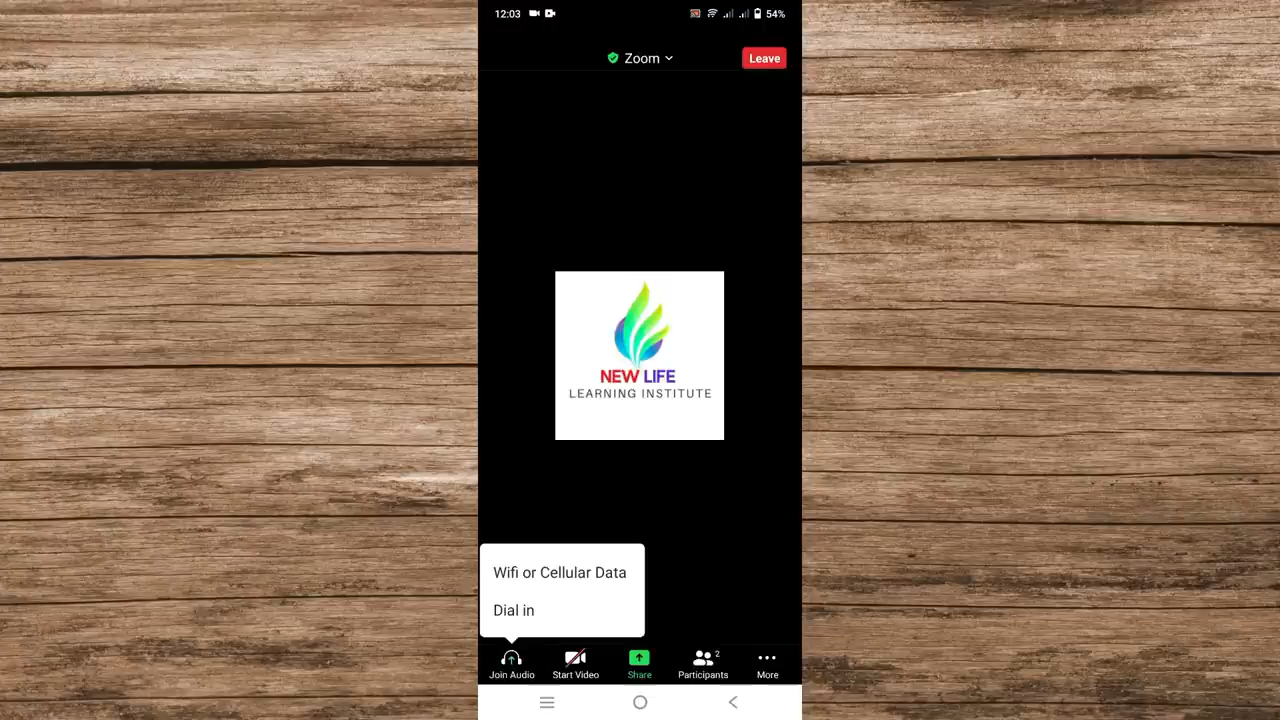 12:03
54%
Zoom
Leave
NEW LIFE
LEARNING INSTITUTE
Wifi or Cellular Data
Dial in
Join Audio
Start Video
Share
2
Participants
More